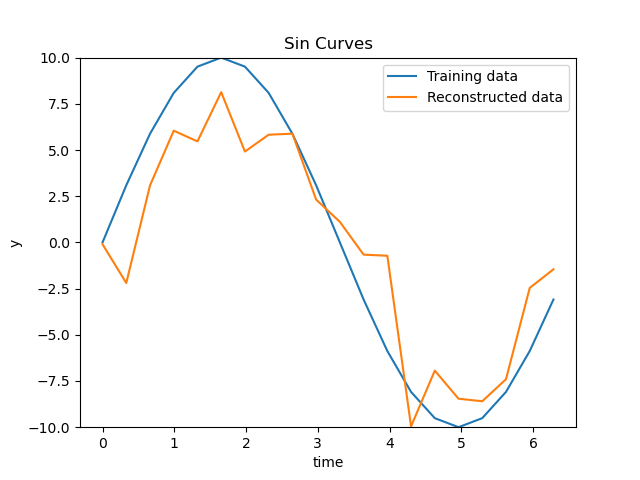 Sin Curves
Training data
Reconstructed data
10.0
7.5
5.0
2.5
0.0
−2.5
−5.0
−7.5
−10.0
y
0 1 2 3 4 5 6
time